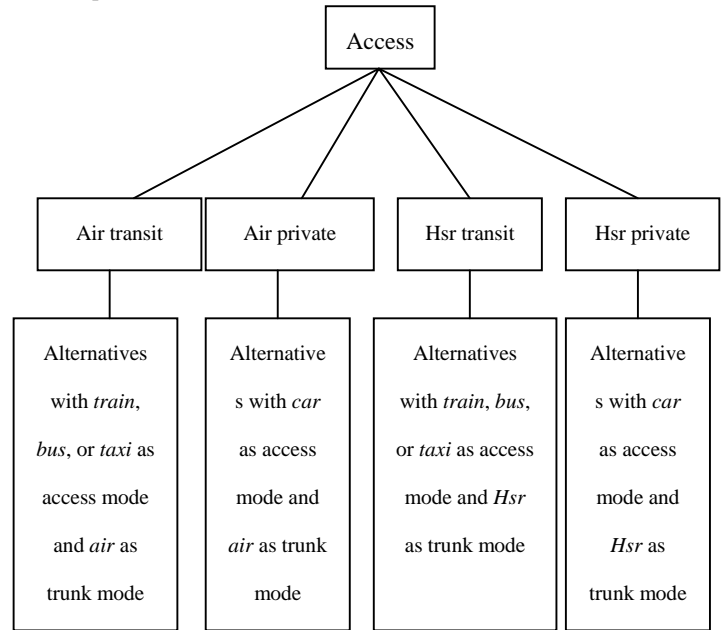 Access
Air transit
Air private
Hsr transit
Hsr private
Alternatives
with train,
bus, or taxi as
access mode
and air as
trunk mode
Alternative
s with car
as access
mode and
air as trunk
mode
Alternatives
with train, bus,
or taxi as access
mode and Hsr
as trunk mode
Alternative
s with car
as access
mode and
Hsr as
trunk mode